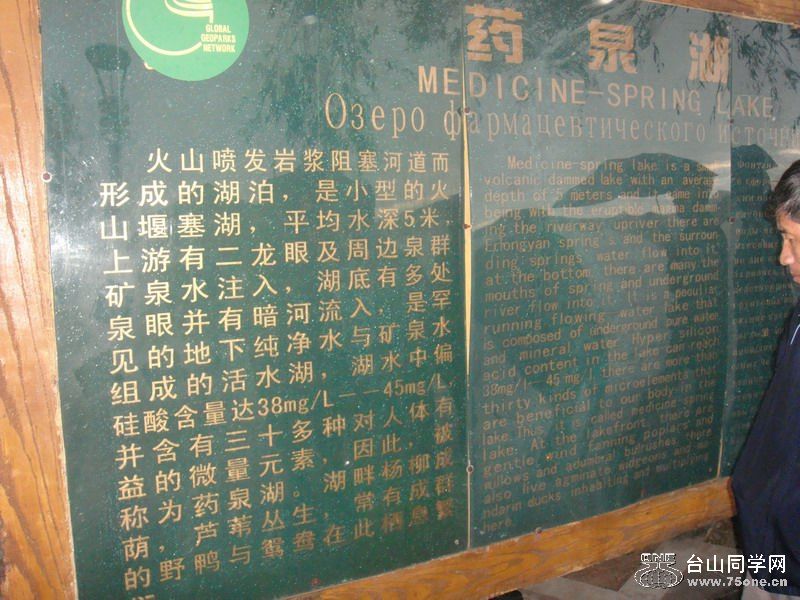 GLOBAL
GEOPARKS
NETWORK
药泉湖
MEDICINE-SPRING LAKE
Озеро фармацевтического источни
火山喷发岩浆阻塞河道而
形成的湖泊，是小型的火
山堰塞湖，平均水深5米，
上游有二龙眼及周边泉群
矿泉水注入，湖底有多处
泉眼并有暗河流入，是罕
见的地下纯净水与矿泉水
组成的活水湖，湖水中偏
硅酸含量达38mg/L——45mg/L，
并含有三十多种对人体有
益的微量元素，因此，被
称为药泉湖。湖畔杨柳成
荫，芦苇丛生，常有成群
的野鸭与鸳鸯在此栖息繁
Medicine-spring lake is a
volcanic dammed lake with an average
depth of 5 meters and it came into
being with the eruptible magma damm
ing the riverway upriver there are
Erlongyan spring's and the surroun
ding springs water flow into it
at the bottom there are many the
mouths of spring and underground
river flow into it. It is a peculiar
running flowing water lake that
is composed of underground pure water
and mineral water. Hyper silicon
acid content in the lake can reach
38mg/l- 45 mg/l there are more than
thirty kinds of microelements that
are beneficial to our body in the
lake. Thus it is called medicine spring
lake. At the lakefront, there are
gentle wind fanning poplars and
willows and adumbral bulrushes there
also live agminate widgeons and ma
ndarin ducks inhabiting and multipling
here.
台山同学网
www.75one.cn